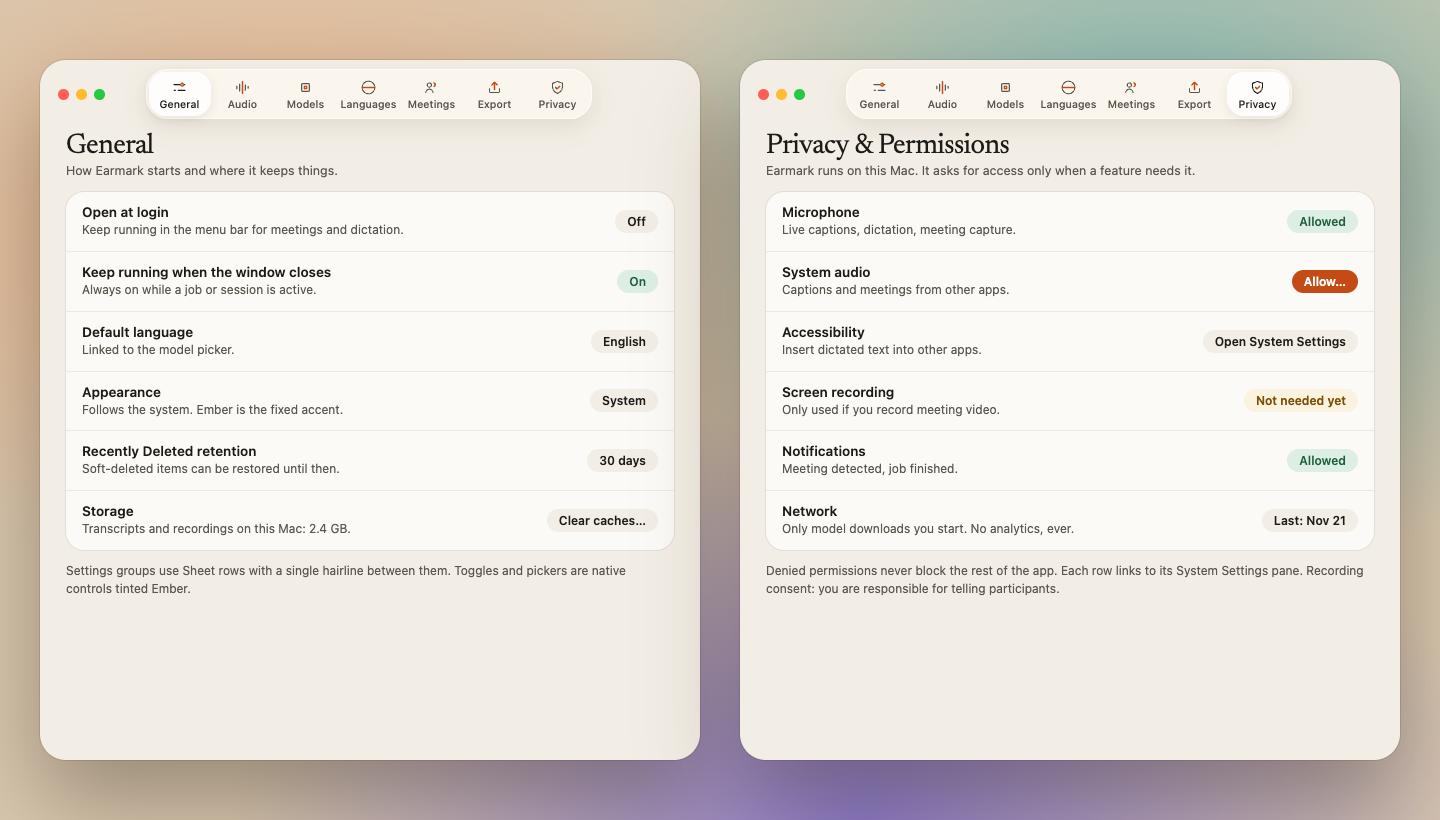 General
Audio
Models
Languages
Meetings
Export
Privacy
General
How Earmark starts and where it keeps things.
Open at login
Keep running in the menu bar for meetings and dictation.
Off
Keep running when the window closes
Always on while a job or session is active.
On
Default language
Linked to the model picker.
English
Appearance
Follows the system. Ember is the fixed accent.
System
Recently Deleted retention
Soft-deleted items can be restored until then.
30 days
Storage
Transcripts and recordings on this Mac: 2.4 GB.
Clear caches...
Settings groups use Sheet rows with a single hairline between them. Toggles and pickers are native
controls tinted Ember.
General
Audio
Models
Languages
Meetings
Export
Privacy
Privacy & Permissions
Earmark runs on this Mac. It asks for access only when a feature needs it.
Microphone
Live captions, dictation, meeting capture.
Allowed
System audio
Captions and meetings from other apps.
Allow...
Accessibility
Insert dictated text into other apps.
Open System Settings
Screen recording
Only used if you record meeting video.
Not needed yet
Notifications
Meeting detected, job finished.
Allowed
Network
Only model downloads you start. No analytics, ever.
Last: Nov 21
Denied permissions never block the rest of the app. Each row links to its System Settings pane. Recording
consent: you are responsible for telling participants.